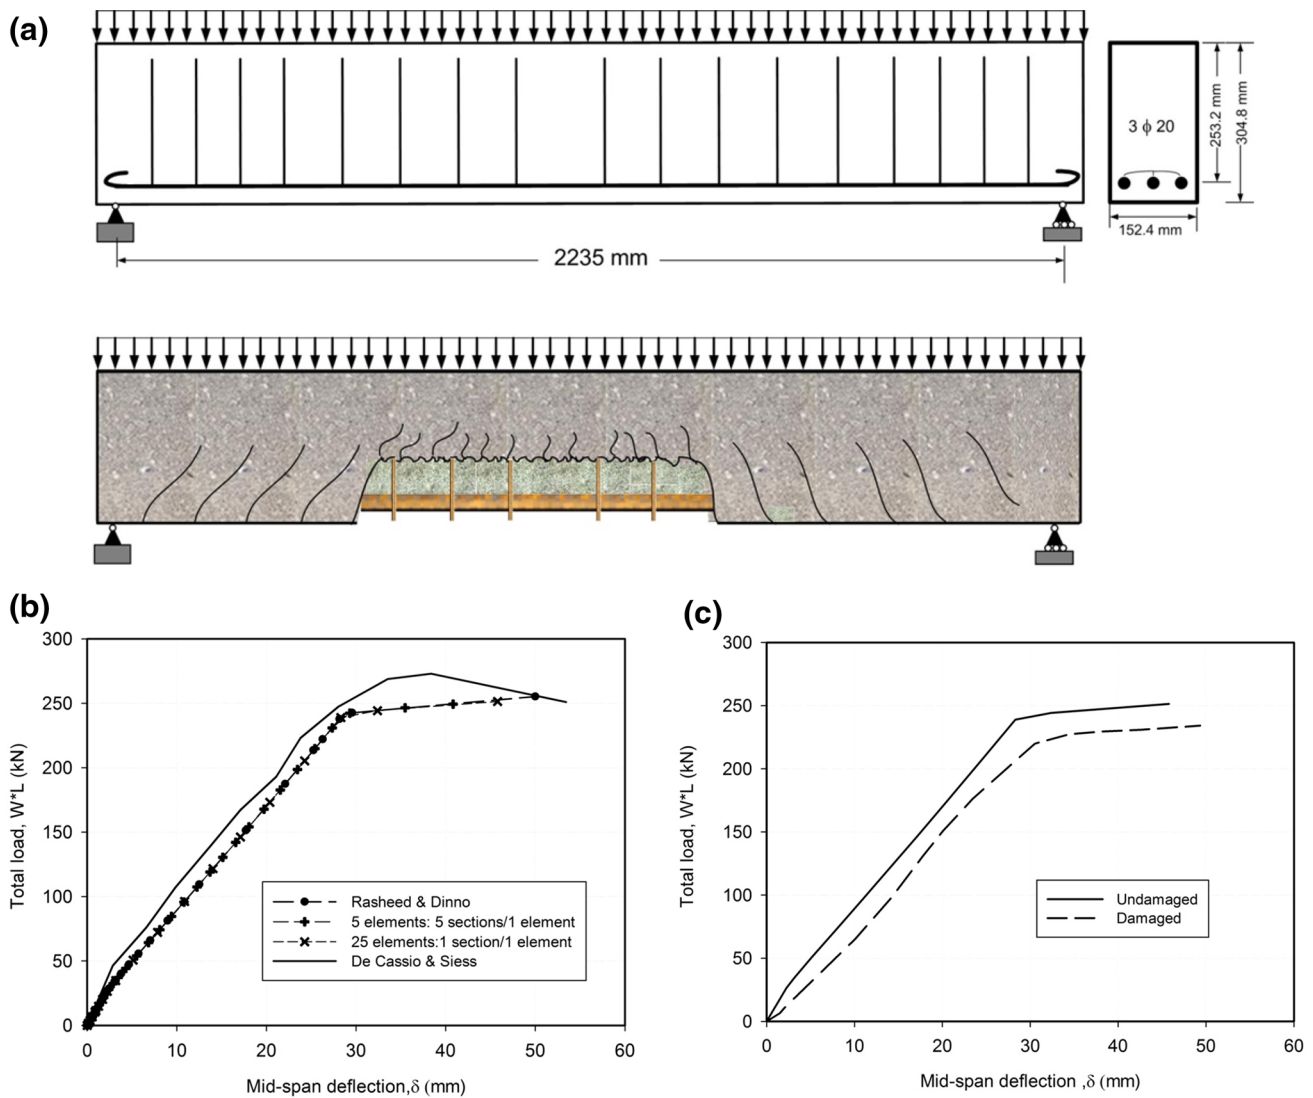 (a)
3 ϕ 20
253.2 mm
304.8 mm
152.4 mm
2235 mm
(b)
300
250
200
150
100
50
0
Total load, W*L (kN)
Rasheed & Dinno
5 elements: 5 sections/1 element
25 elements:1 section/1 element
De Cassio & Siess
0 10 20 30 40 50 60
Mid-span deflection,δ (mm)
(c)
300
250
200
150
100
50
0
Total load, W*L (kN)
Undamaged
Damaged
0 10 20 30 40 50 60
Mid-span deflection ,δ (mm)